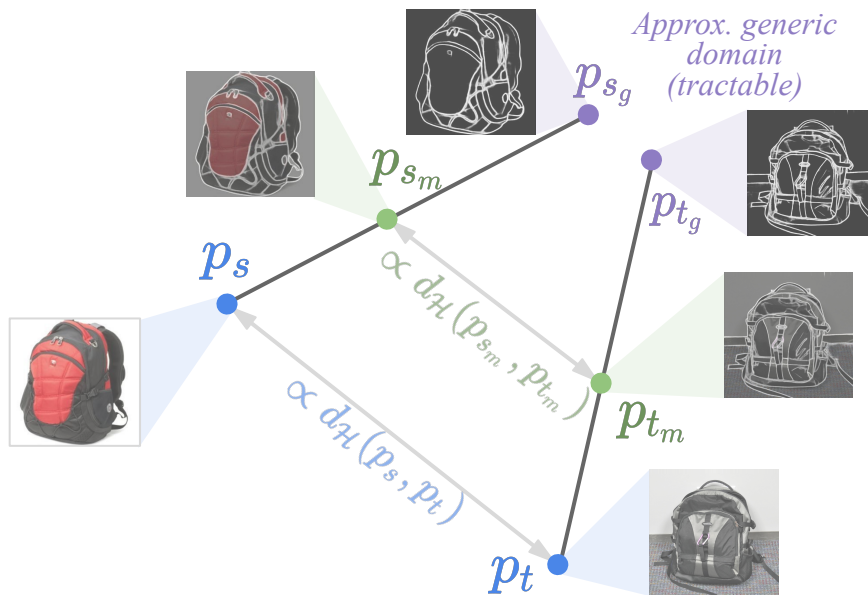 Approx. generic
domain
(tractable)
p_{s_g}
p_{s_m}
p_{t_g}
p_s
∝ d_ℋ(p_{s_m}, p_{t_m})
∝ d_ℋ(p_s, p_t)
p_{t_m}
p_t